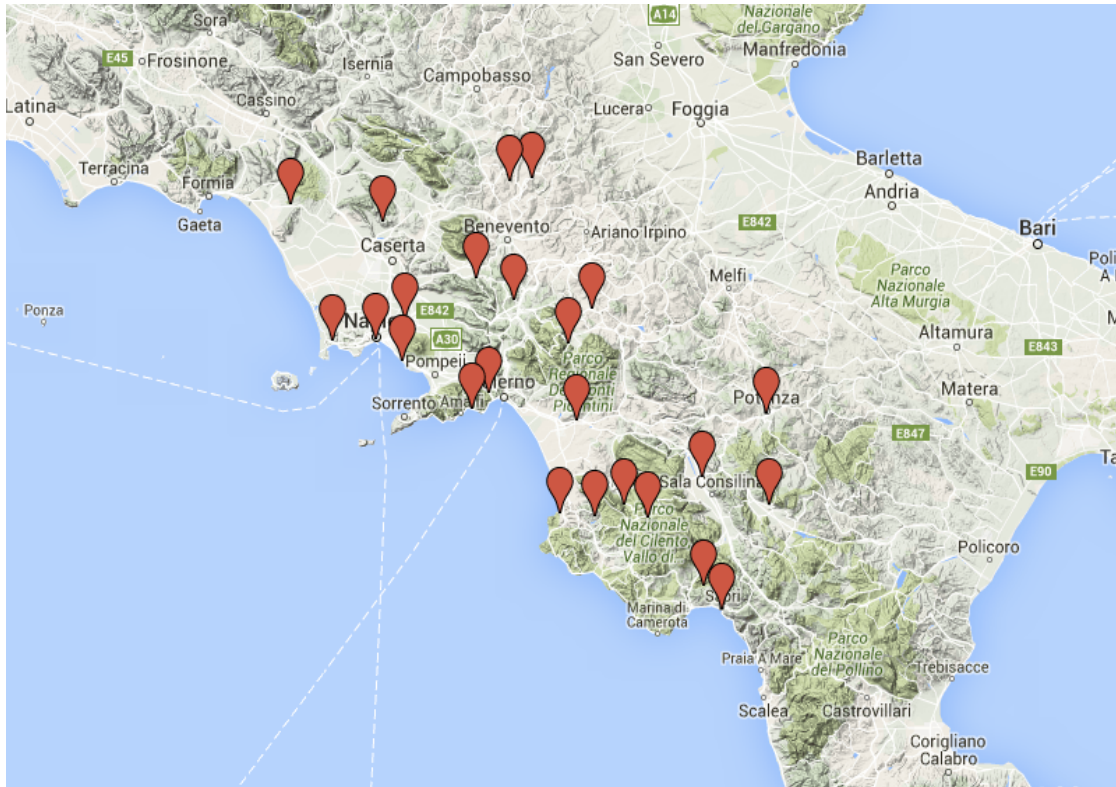 Sora
A14
Nazionale
del Gargano
E45
Frosinone
Isernia
San Severo
Manfredonia
Campobasso
Cassino
Latina
Lucera
Foggia
Terracina
Formia
Barletta
Gaeta
Andria
Benevento
Ariano Irpino
E842
Bari
Caserta
Melfi
Parco
Nazionale
Alta Murgia
Ponza
E842
A30
Altamura
E843
Pompeii
Parco
Matera
Sorrento
Amalfi
E847
E90
Sala Consilina
Parco
Nazionale
del Cilento
Vallo di
Policoro
Marina di
Camerota
Parco
Nazionale
del Pollino
Praia A Mare
Trebisacce
Scalea
Castrovillari
Corigliano
Calabro